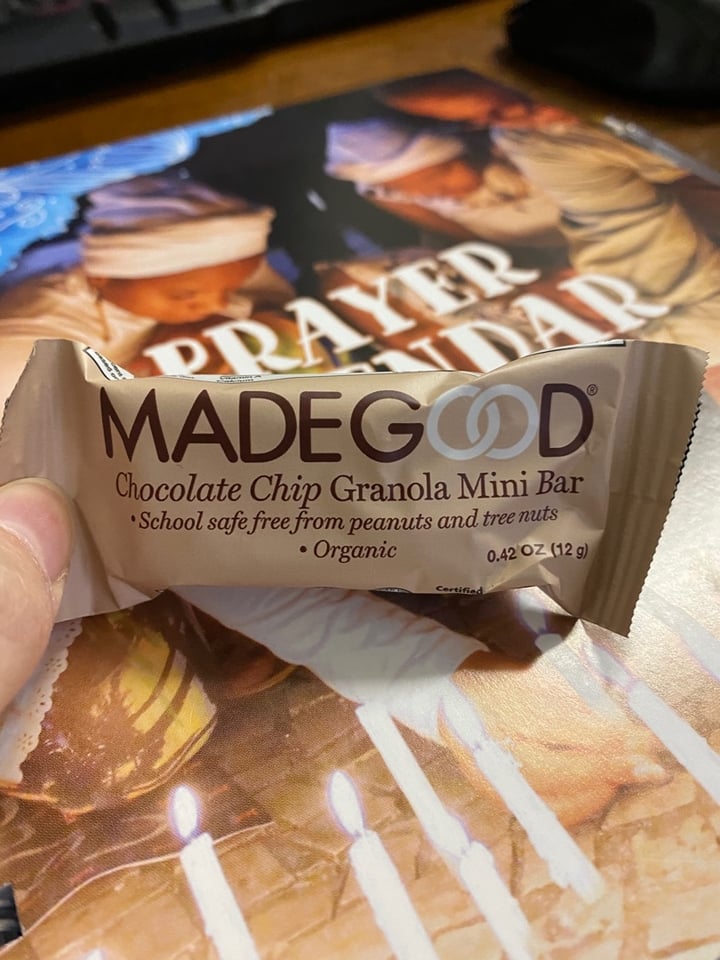 PRAYER
MADEGOOD®
Chocolate Chip Granola Mini Bar
• School safe free from peanuts and tree nuts
• Organic
0.42 OZ (12 g)
Certified